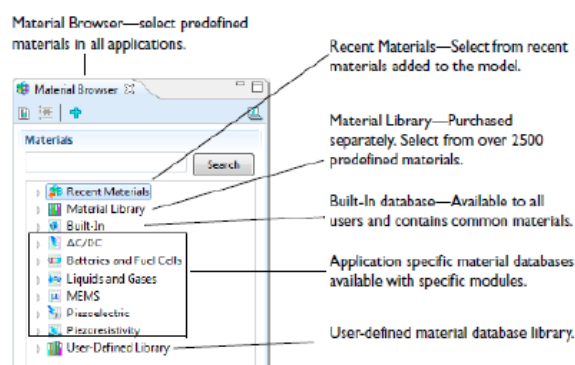 Material Browser—select predefined
materials in all applications.
Recent Materials—Select from recent
materials added to the model.
Material Browser
Materials
Search
Material Library—Purchased
separately. Select from over 2500
predefined materials.
Recent Materials
Material Library
Built-In
AC/DC
Batteries and Fuel Cells
Liquids and Gases
MEMS
Piezoelectric
Piezoresistivity
User-Defined Library
Built-In database—Available to all
users and contains common materials.
Application specific material databases
available with specific modules.
User-defined material database library.